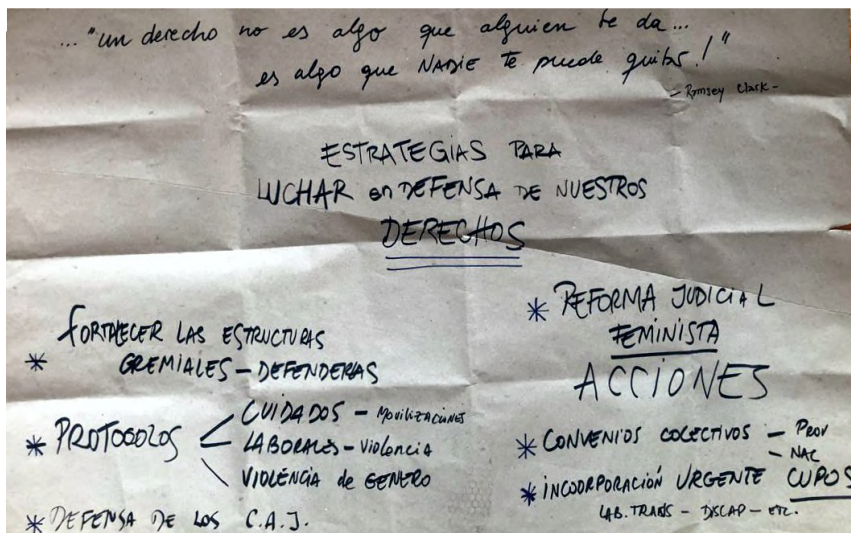 ..."un derecho no es algo que alguien te da...
es algo que NADIE te puede quitar!"
- Ramsey Clark -
ESTRATEGIAS PARA
LUCHAR en DEFENSA DE NUESTROS
DERECHOS
* FORTALECER LAS ESTRUCTURAS
GREMIALES - DEFENDERLAS
* PROTOCOLOS
CUIDADOS - MOVILIZACIONES
LABORALES - Violencia
VIOLENCIA de GENERO
* DEFENSA DE LOS C.A.J.
* REFORMA JUDICIAL
FEMINISTA
ACCIONES
* CONVENIOS COLECTIVOS - PROV
- NAC
* INCORPORACIÓN URGENTE CUPOS
LAB. TRANS - DISCAP - ETC.